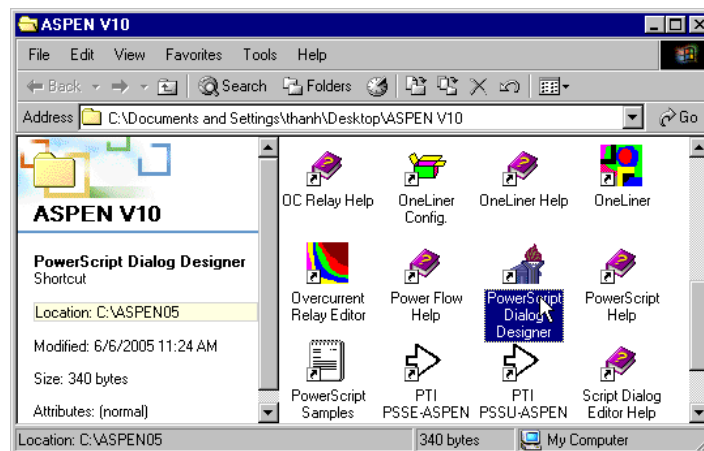 ASPEN V10
File Edit View Favorites Tools Help
Back Search Folders
Address C:\Documents and Settings\thanh\Desktop\ASPEN V10 Go
ASPEN V10
PowerScript Dialog Designer
Shortcut
Location: C:\ASPEN05
Modified: 6/6/2005 11:24 AM
Size: 340 bytes
Attributes: (normal)
OC Relay Help
OneLiner
Config.
OneLiner Help
OneLiner
Overcurrent
Relay Editor
Power Flow
Help
PowerScript
Dialog
Designer
PowerScript
Help
PowerScript
Samples
PTI
PSSE-ASPEN
PTI
PSSU-ASPEN
Script Dialog
Editor Help
Location: C:\ASPEN05 340 bytes My Computer